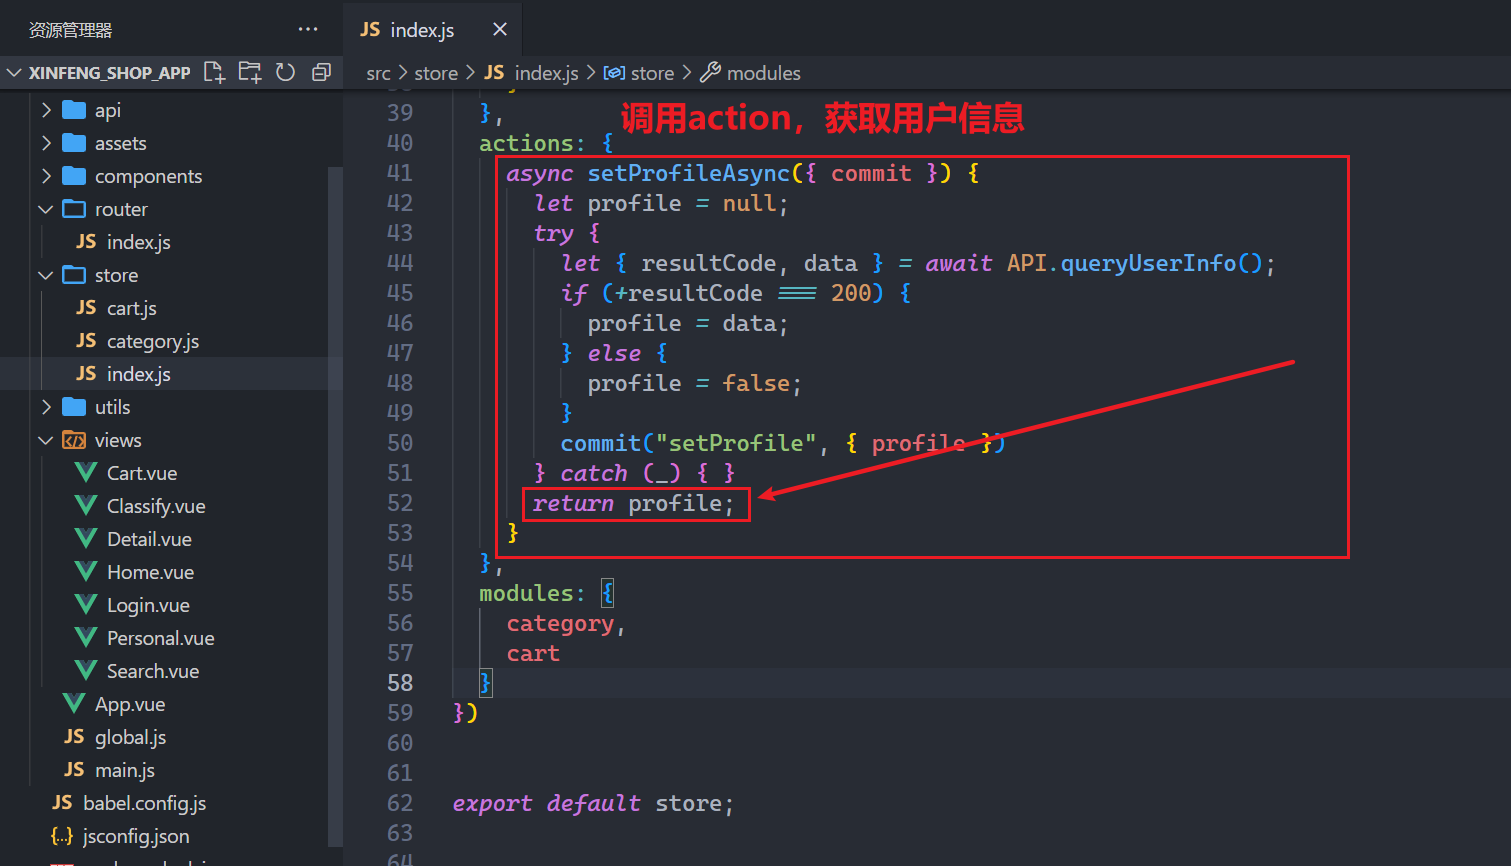 资源管理器
index.js
XINFENG_SHOP_APP
src > store > JS index.js > store > modules
api
assets
components
router
JS index.js
store
JS cart.js
JS category.js
JS index.js
utils
views
Cart.vue
Classify.vue
Detail.vue
Home.vue
Login.vue
Personal.vue
Search.vue
App.vue
JS global.js
JS main.js
JS babel.config.js
{..} jsconfig.json
调用action，获取用户信息
39 },
40 actions: {
41 async setProfileAsync({ commit }) {
42 let profile = null;
43 try {
44 let { resultCode, data } = await API.queryUserInfo();
45 if (+resultCode === 200) {
46 profile = data;
47 } else {
48 profile = false;
49 }
50 commit("setProfile", { profile })
51 } catch (_) { }
52 return profile;
53 }
54 },
55 modules: {
56 category,
57 cart
58 }
59 })
60
61
62 export default store;
63
64